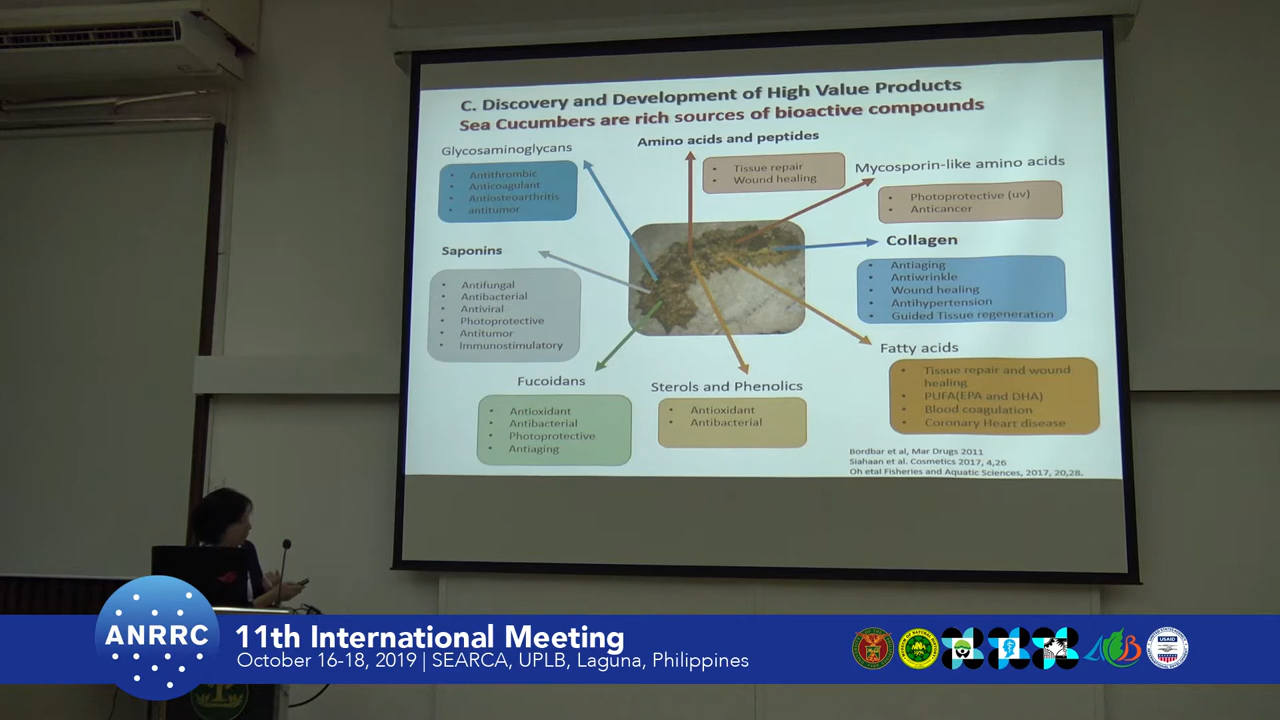 C. Discovery and Development of High Value Products
Sea Cucumbers are rich sources of bioactive compounds
Glycosaminoglycans
• Antithrombic
• Anticoagulant
• Antiosteoarthritis
• antitumor
Amino acids and peptides
• Tissue repair
• Wound healing
Mycosporin-like amino acids
• Photoprotective (uv)
• Anticancer
Saponins
• Antifungal
• Antibacterial
• Antiviral
• Photoprotective
• Antitumor
• Immunostimulatory
Collagen
• Antiaging
• Antiwrinkle
• Wound healing
• Antihypertension
• Guided Tissue regeneration
Fucoidans
• Antioxidant
• Antibacterial
• Photoprotective
• Antiaging
Sterols and Phenolics
• Antioxidant
• Antibacterial
Fatty acids
• Tissue repair and wound
healing
• PUFA(EPA and DHA)
• Blood coagulation
• Coronary Heart disease
Bordbar et al, Mar Drugs 2011
Siahaan et al. Cosmetics 2017, 4,26
Oh etal Fisheries and Aquatic Sciences, 2017, 20,28.
ANRRC
11th International Meeting
October 16-18, 2019 | SEARCA, UPLB, Laguna, Philippines
USAID